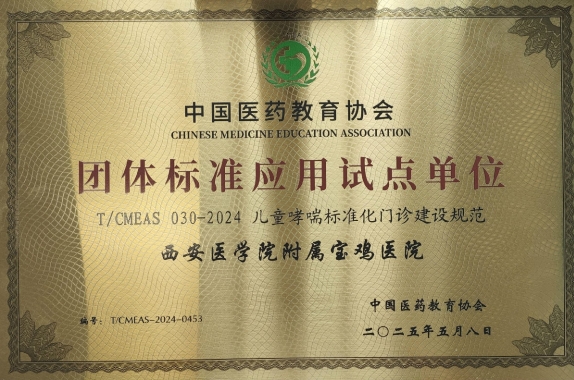 中国医药教育协会
CHINESE MEDICINE EDUCATION ASSOCIATION
团体标准应用试点单位
T/CMEAS 030-2024 儿童哮喘标准化门诊建设规范
西安医学院附属宝鸡医院
中国医药教育协会
编号：T/CMEAS-2024-0453
二〇二五年五月八日